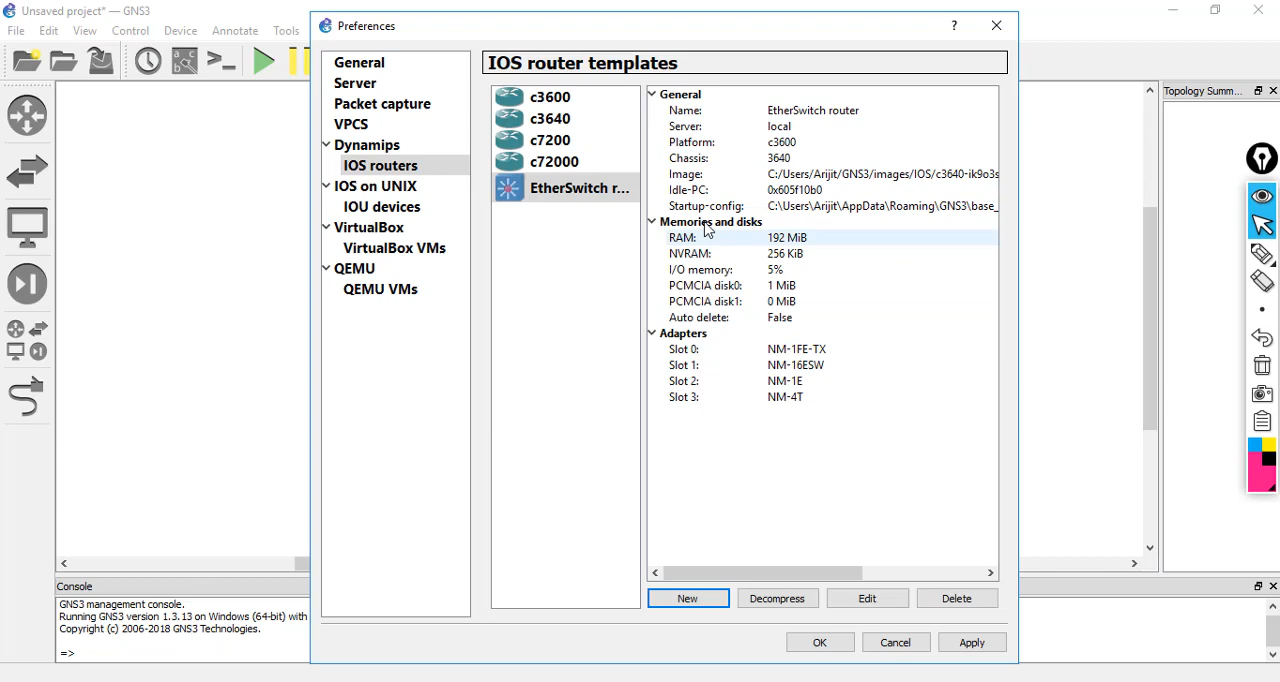 Unsaved project* — GNS3
File Edit View Control Device Annotate Tools
Preferences
?
General
Server
Packet capture
VPCS
Dynamips
IOS routers
IOS on UNIX
IOU devices
VirtualBox
VirtualBox VMs
QEMU
QEMU VMs
IOS router templates
c3600
c3640
c7200
c72000
EtherSwitch r...
General
Name: EtherSwitch router
Server: local
Platform: c3600
Chassis: 3640
Image: C:/Users/Arijit/GNS3/images/IOS/c3640-ik9o3s
Idle-PC: 0x605f10b0
Startup-config: C:\Users\Arijit\AppData\Roaming\GNS3\base_
Memories and disks
RAM: 192 MiB
NVRAM: 256 KiB
I/O memory: 5%
PCMCIA disk0: 1 MiB
PCMCIA disk1: 0 MiB
Auto delete: False
Adapters
Slot 0: NM-1FE-TX
Slot 1: NM-16ESW
Slot 2: NM-1E
Slot 3: NM-4T
New Decompress Edit Delete
OK Cancel Apply
Topology Summ...
Console
GNS3 management console.
Running GNS3 version 1.3.13 on Windows (64-bit) with
Copyright (c) 2006-2018 GNS3 Technologies.
=>